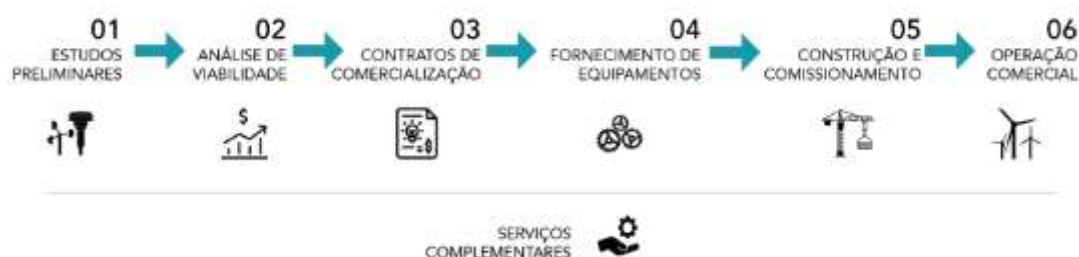 01
ESTUDOS
PRELIMINARES
02
ANÁLISE DE
VIABILIDADE
03
CONTRATOS DE
COMERCIALIZAÇÃO
04
FORNECIMENTO DE
EQUIPAMENTOS
05
CONSTRUÇÃO E
COMISSIONAMENTO
06
OPERAÇÃO
COMERCIAL
$
SERVIÇOS
COMPLEMENTARES